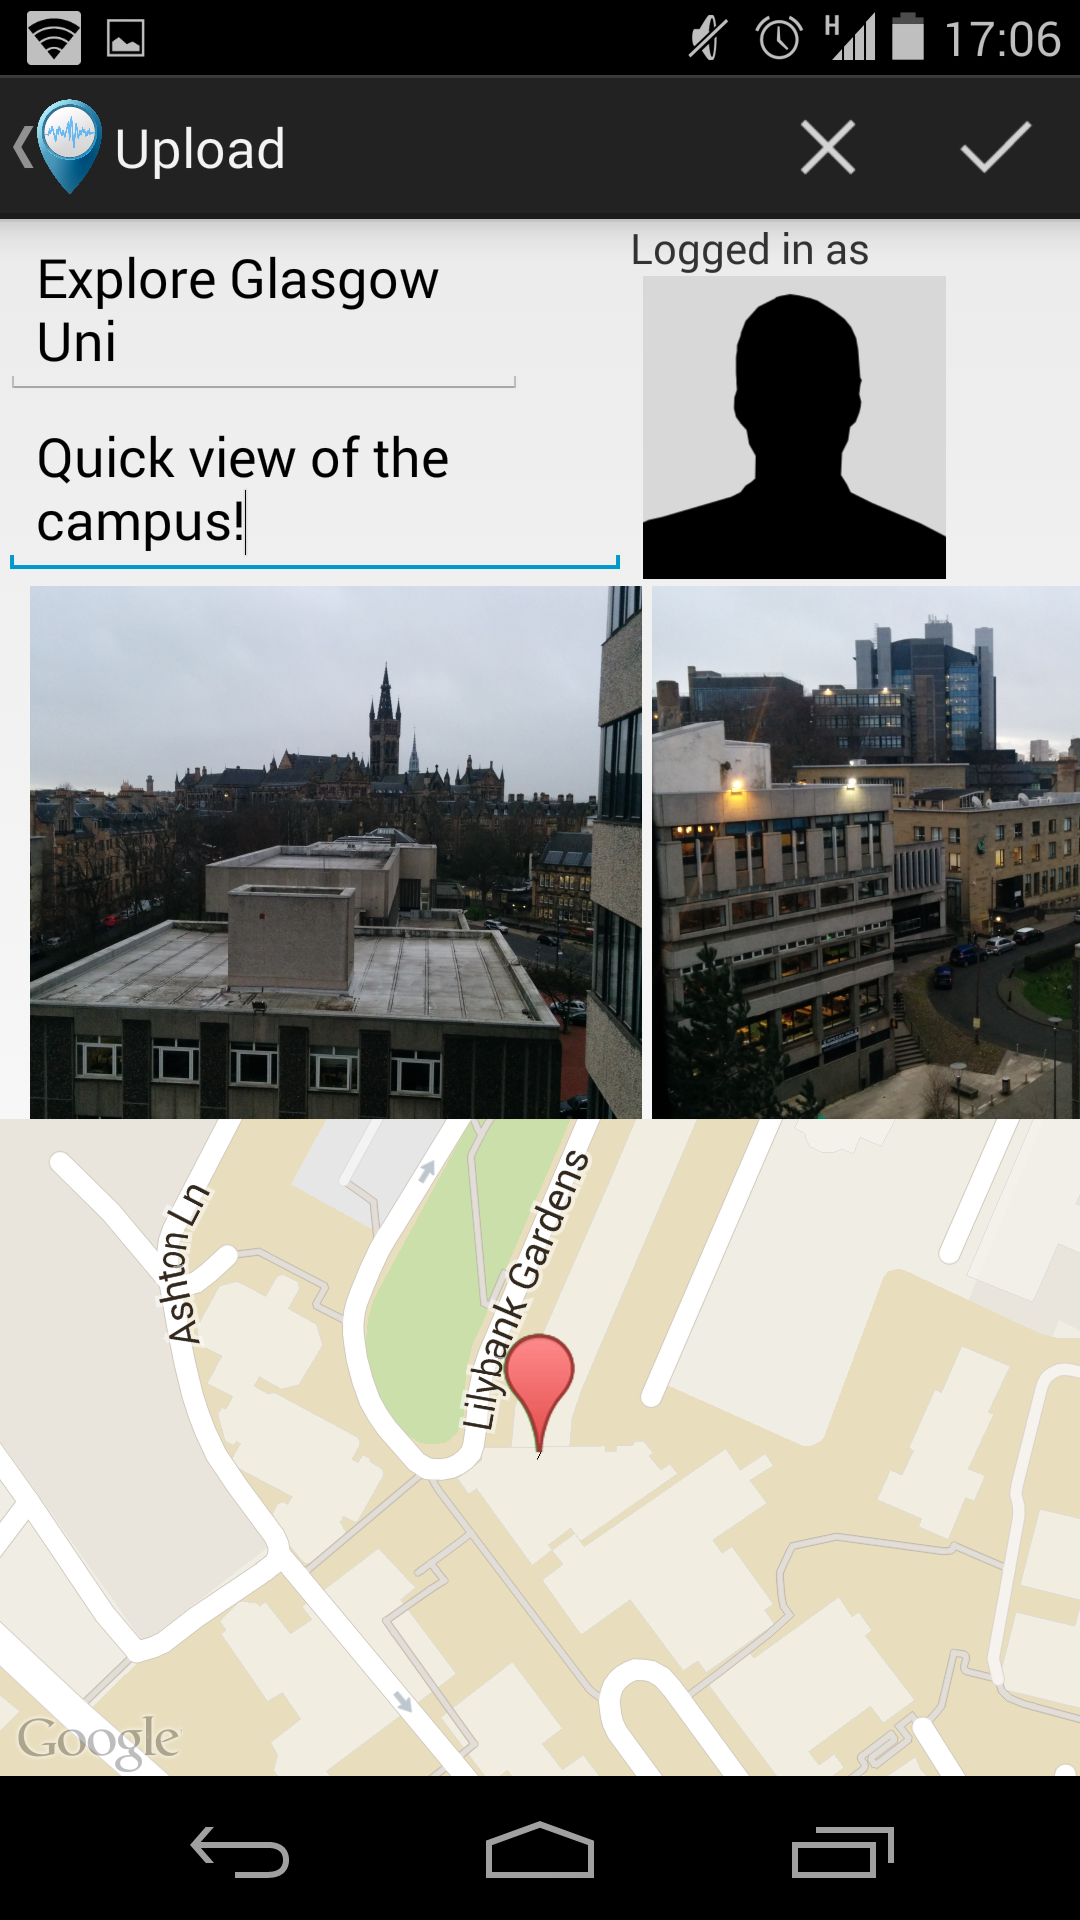 H 17:06
Upload
Logged in as
Explore Glasgow
Uni
Quick view of the
campus!
Ashton Ln
Lilybank Gardens
Google